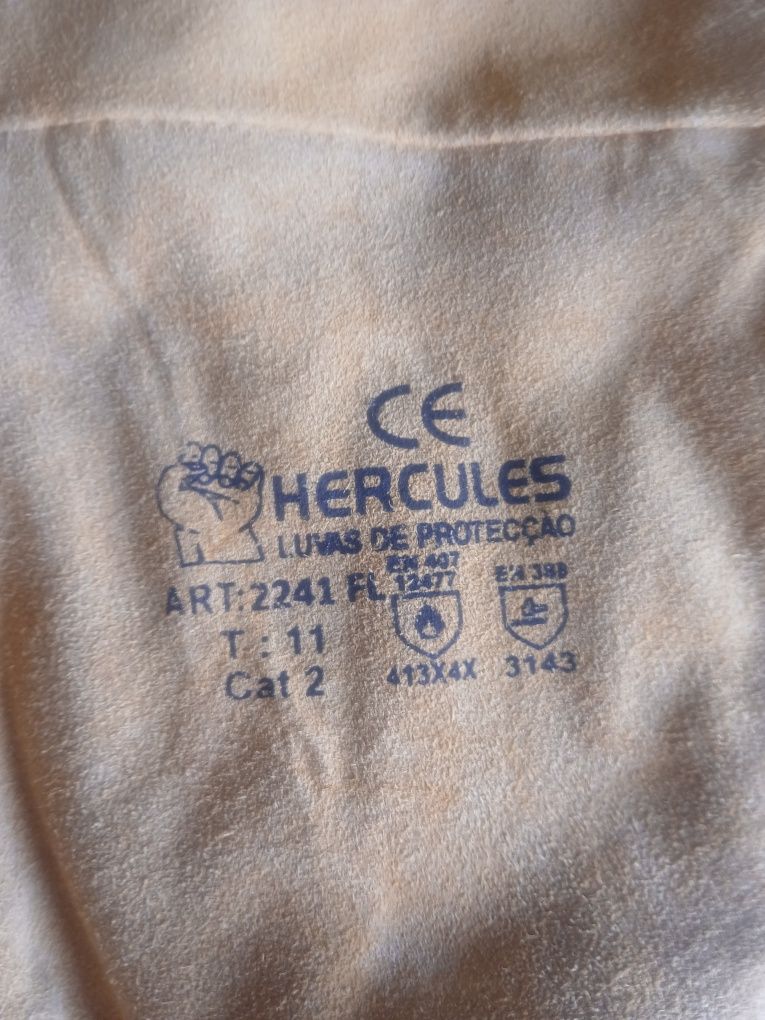 CE
HERCULES
LUVAS DE PROTECÇÃO
ART: 2241 FL
EN 407
12477
EN 388
T : 11
Cat 2
413X4X
3143